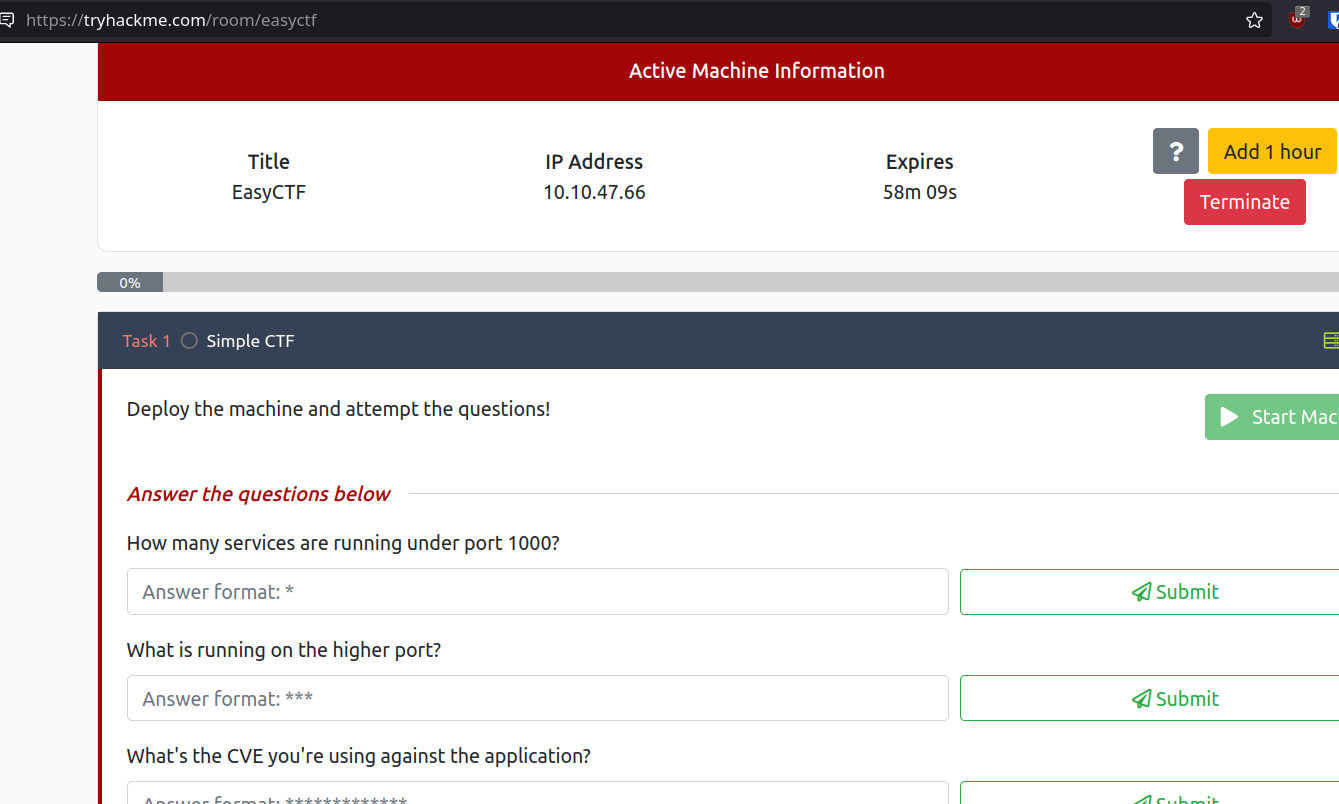 https://tryhackme.com/room/easyctf
2
Active Machine Information
Title IP Address Expires
EasyCTF 10.10.47.66 58m 09s
? Add 1 hour
Terminate
0%
Task 1 Simple CTF
Deploy the machine and attempt the questions!
Start Mac
Answer the questions below
How many services are running under port 1000?
Answer format: * Submit
What is running on the higher port?
Answer format: *** Submit
What's the CVE you're using against the application?
Answer format: ************* Submit